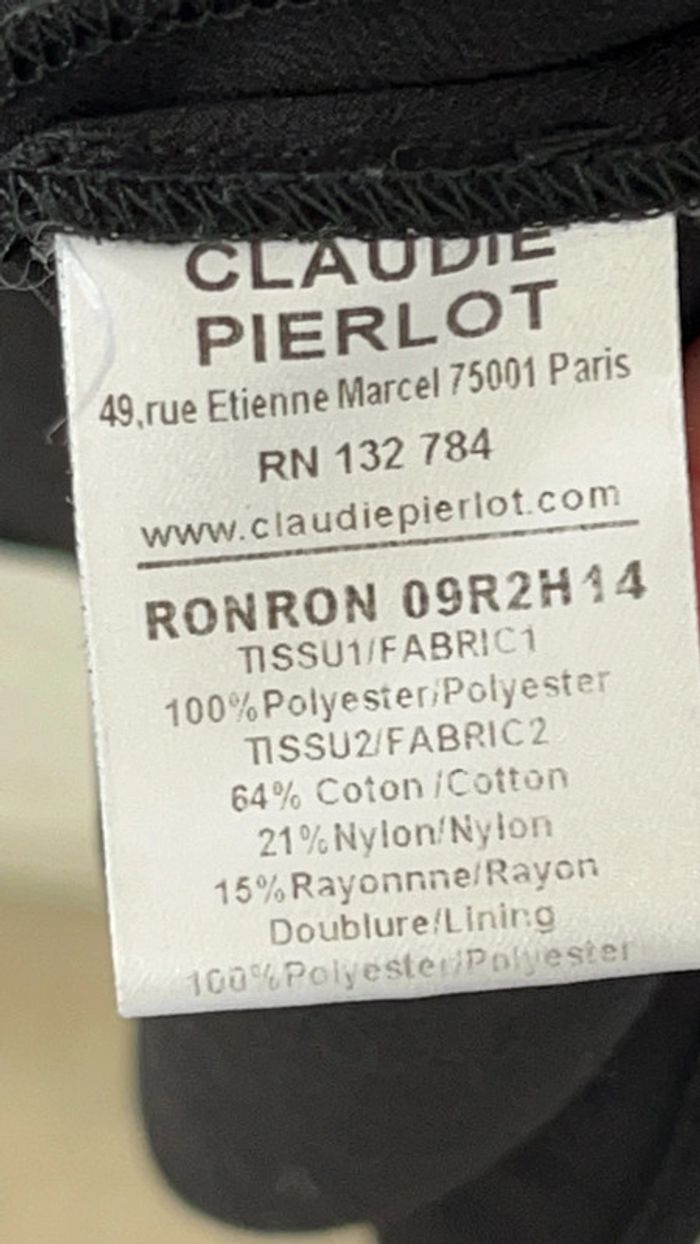 CLAUDIE
PIERLOT
49,rue Etienne Marcel 75001 Paris
RN 132 784
www.claudiepierlot.com
RONRON 09R2H14
TISSU1/FABRIC1
100%Polyester/Polyester
TISSU2/FABRIC2
64% Coton /Cotton
21%Nylon/Nylon
15%Rayonnne/Rayon
Doublure/Lining
100%Polyester/Polyester